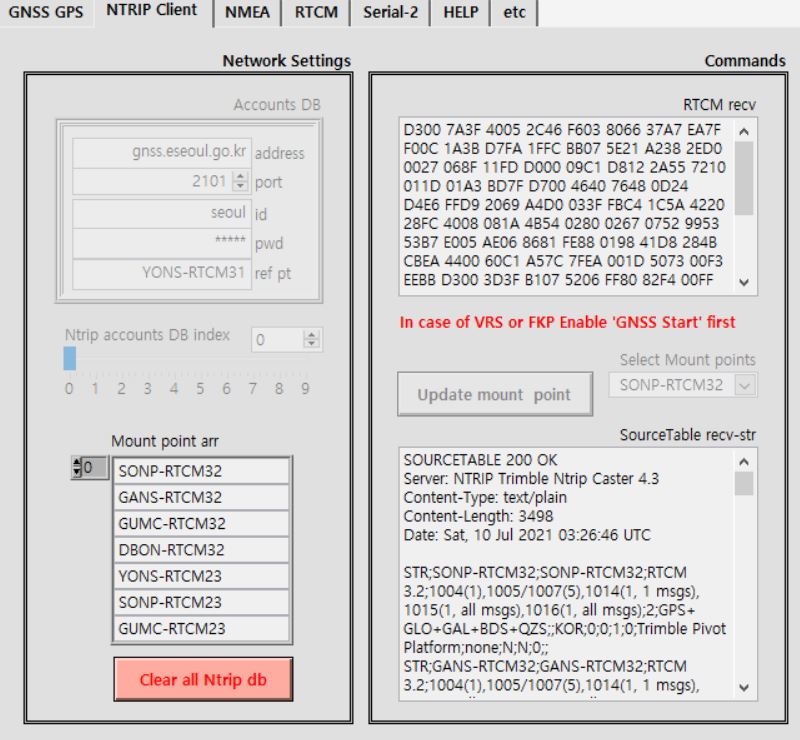 GNSS GPS
NTRIP Client
NMEA
RTCM
Serial-2
HELP
etc
Network Settings
Accounts DB
gnss.eseoul.go.kr address
2101 port
seoul id
***** pwd
YONS-RTCM31 ref pt
Ntrip accounts DB index 0
0 1 2 3 4 5 6 7 8 9
Mount point arr
0
SONP-RTCM32
GANS-RTCM32
GUMC-RTCM32
DBON-RTCM32
YONS-RTCM23
SONP-RTCM23
GUMC-RTCM23
Clear all Ntrip db
Commands
RTCM recv
D300 7A3F 4005 2C46 F603 8066 37A7 EA7F
F00C 1A3B D7FA 1FFC BB07 5E21 A238 2ED0
0027 068F 11FD D000 09C1 D812 2A55 7210
011D 01A3 BD7F D700 4640 7648 0D24
D4E6 FFD9 2069 A4D0 033F FBC4 1C5A 4220
28FC 4008 081A 4B54 0280 0267 0752 9953
53B7 E005 AE06 8681 FE88 0198 41D8 284B
CBEA 4400 60C1 A57C 7FEA 001D 5073 00F3
EEBB D300 3D3F B107 5206 FF80 82F4 00FF
In case of VRS or FKP Enable 'GNSS Start' first
Select Mount points
Update mount point
SONP-RTCM32
SourceTable recv-str
SOURCETABLE 200 OK
Server: NTRIP Trimble Ntrip Caster 4.3
Content-Type: text/plain
Content-Length: 3498
Date: Sat, 10 Jul 2021 03:26:46 UTC
STR;SONP-RTCM32;SONP-RTCM32;RTCM
3.2;1004(1),1005/1007(5),1014(1, 1 msgs),
1015(1, all msgs),1016(1, all msgs);2;GPS+
GLO+GAL+BDS+QZS;;KOR;0;0;1;0;Trimble Pivot
Platform;none;N;N;0;;
STR;GANS-RTCM32;GANS-RTCM32;RTCM
3.2;1004(1),1005/1007(5),1014(1, 1 msgs),